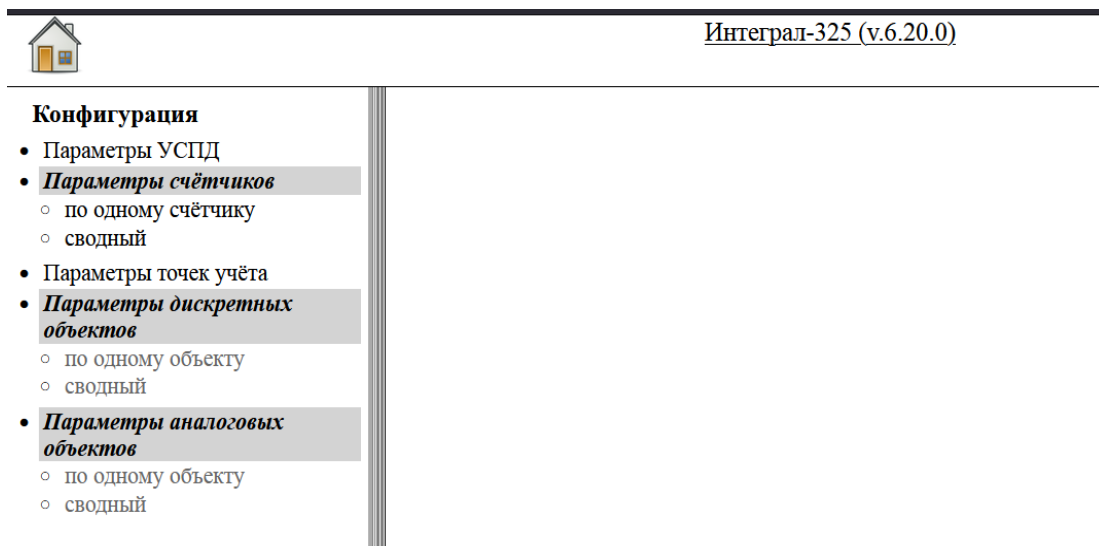 Интеграл-325 (v.6.20.0)
Конфигурация
Параметры УСПД
Параметры счётчиков
по одному счётчику
сводный
Параметры точек учёта
Параметры дискретных
объектов
по одному объекту
сводный
Параметры аналоговых
объектов
по одному объекту
сводный